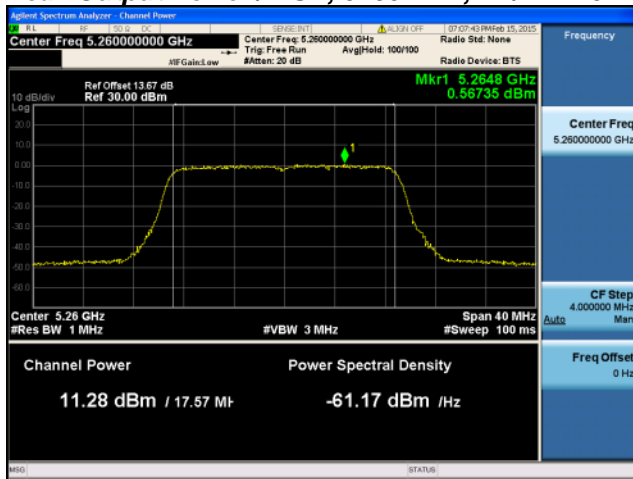 Agilent Spectrum Analyzer - Channel Power
RL RF 50 Ω DC SENSE:INT ALIGN OFF 07:07:43 PM Feb 15, 2015
Center Freq 5.260000000 GHz
Center Freq: 5.260000000 GHz
Radio Std: None
Trig: Free Run Avg|Hold: 100/100
#IFGain:Low #Atten: 20 dB Radio Device: BTS
Frequency
Ref Offset 13.67 dB
Mkr1 5.2648 GHz
10 dB/div Ref 30.00 dBm 0.56735 dBm
Log
20.0
10.0
0.00
-10.0
-20.0
-30.0
-40.0
-50.0
-60.0
1
Center Freq
5.260000000 GHz
Center 5.26 GHz Span 40 MHz
#Res BW 1 MHz #VBW 3 MHz #Sweep 100 ms
CF Step
4.000000 MHz
Auto Man
Channel Power Power Spectral Density
11.28 dBm / 17.57 MH -61.17 dBm /Hz
Freq Offset
0 Hz
MSG STATUS